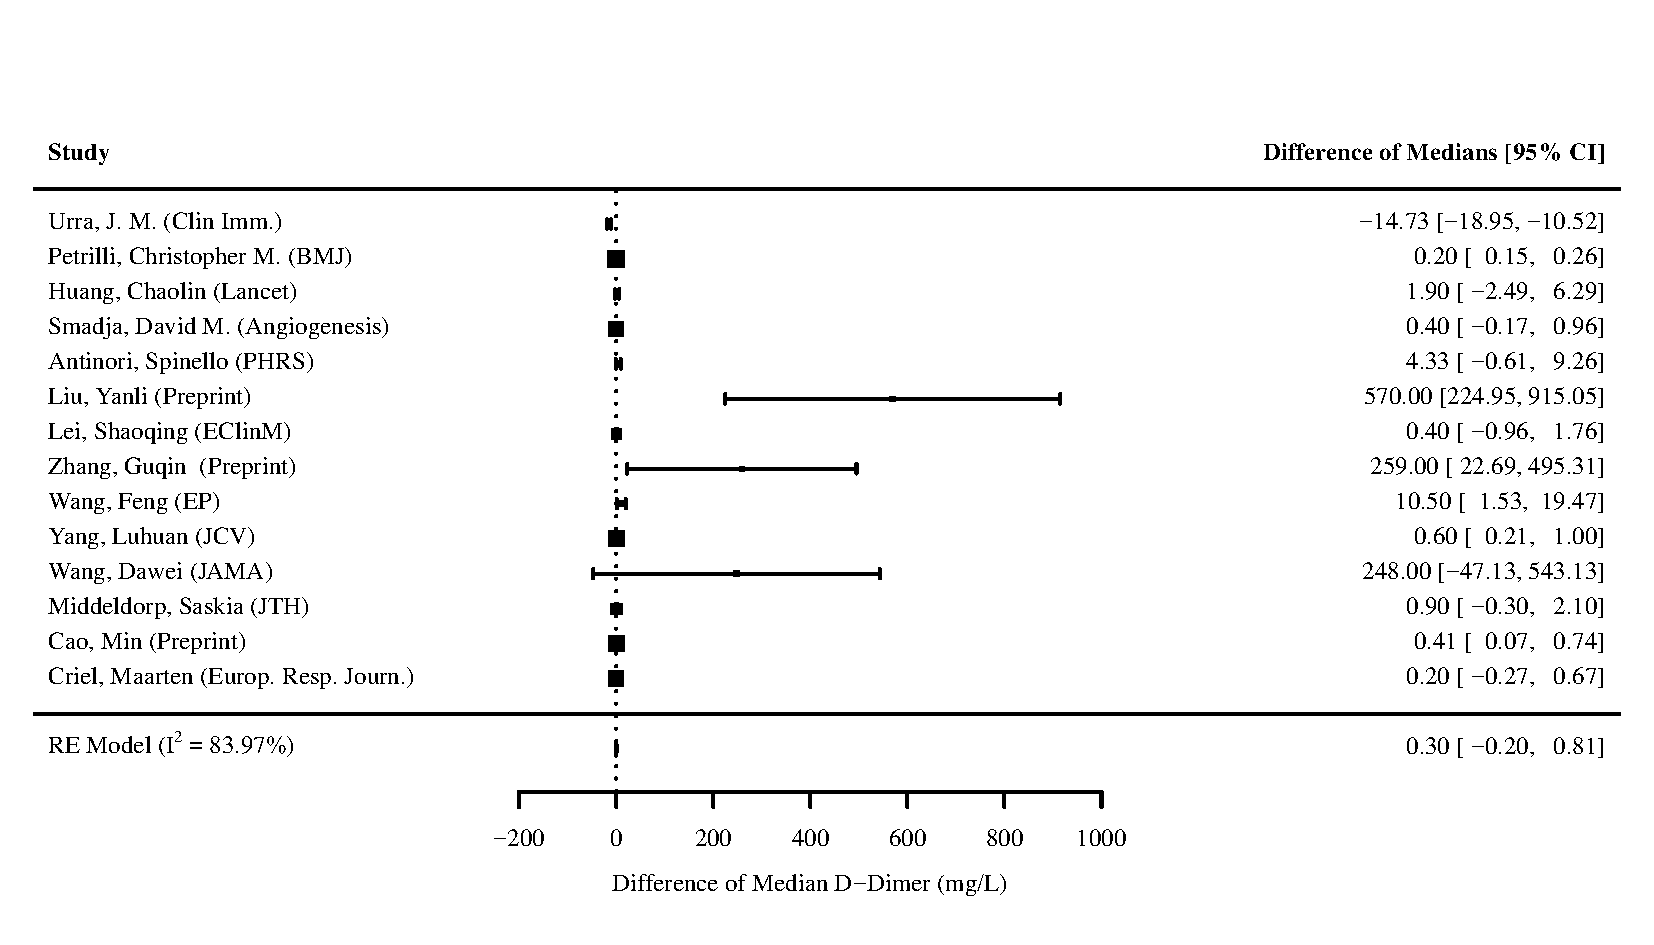 Study Difference of Medians [95% CI]
Urra, J. M. (Clin Imm.) −14.73 [−18.95, −10.52]
Petrilli, Christopher M. (BMJ) 0.20 [ 0.15, 0.26]
Huang, Chaolin (Lancet) 1.90 [ −2.49, 6.29]
Smadja, David M. (Angiogenesis) 0.40 [ −0.17, 0.96]
Antinori, Spinello (PHRS) 4.33 [ −0.61, 9.26]
Liu, Yanli (Preprint) 570.00 [224.95, 915.05]
Lei, Shaoqing (EClinM) 0.40 [ −0.96, 1.76]
Zhang, Guqin (Preprint) 259.00 [ 22.69, 495.31]
Wang, Feng (EP) 10.50 [ 1.53, 19.47]
Yang, Luhuan (JCV) 0.60 [ 0.21, 1.00]
Wang, Dawei (JAMA) 248.00 [−47.13, 543.13]
Middeldorp, Saskia (JTH) 0.90 [ −0.30, 2.10]
Cao, Min (Preprint) 0.41 [ 0.07, 0.74]
Criel, Maarten (Europ. Resp. Journ.) 0.20 [ −0.27, 0.67]
RE Model (I² = 83.97%) 0.30 [ −0.20, 0.81]
−200 0 200 400 600 800 1000
Difference of Median D−Dimer (mg/L)